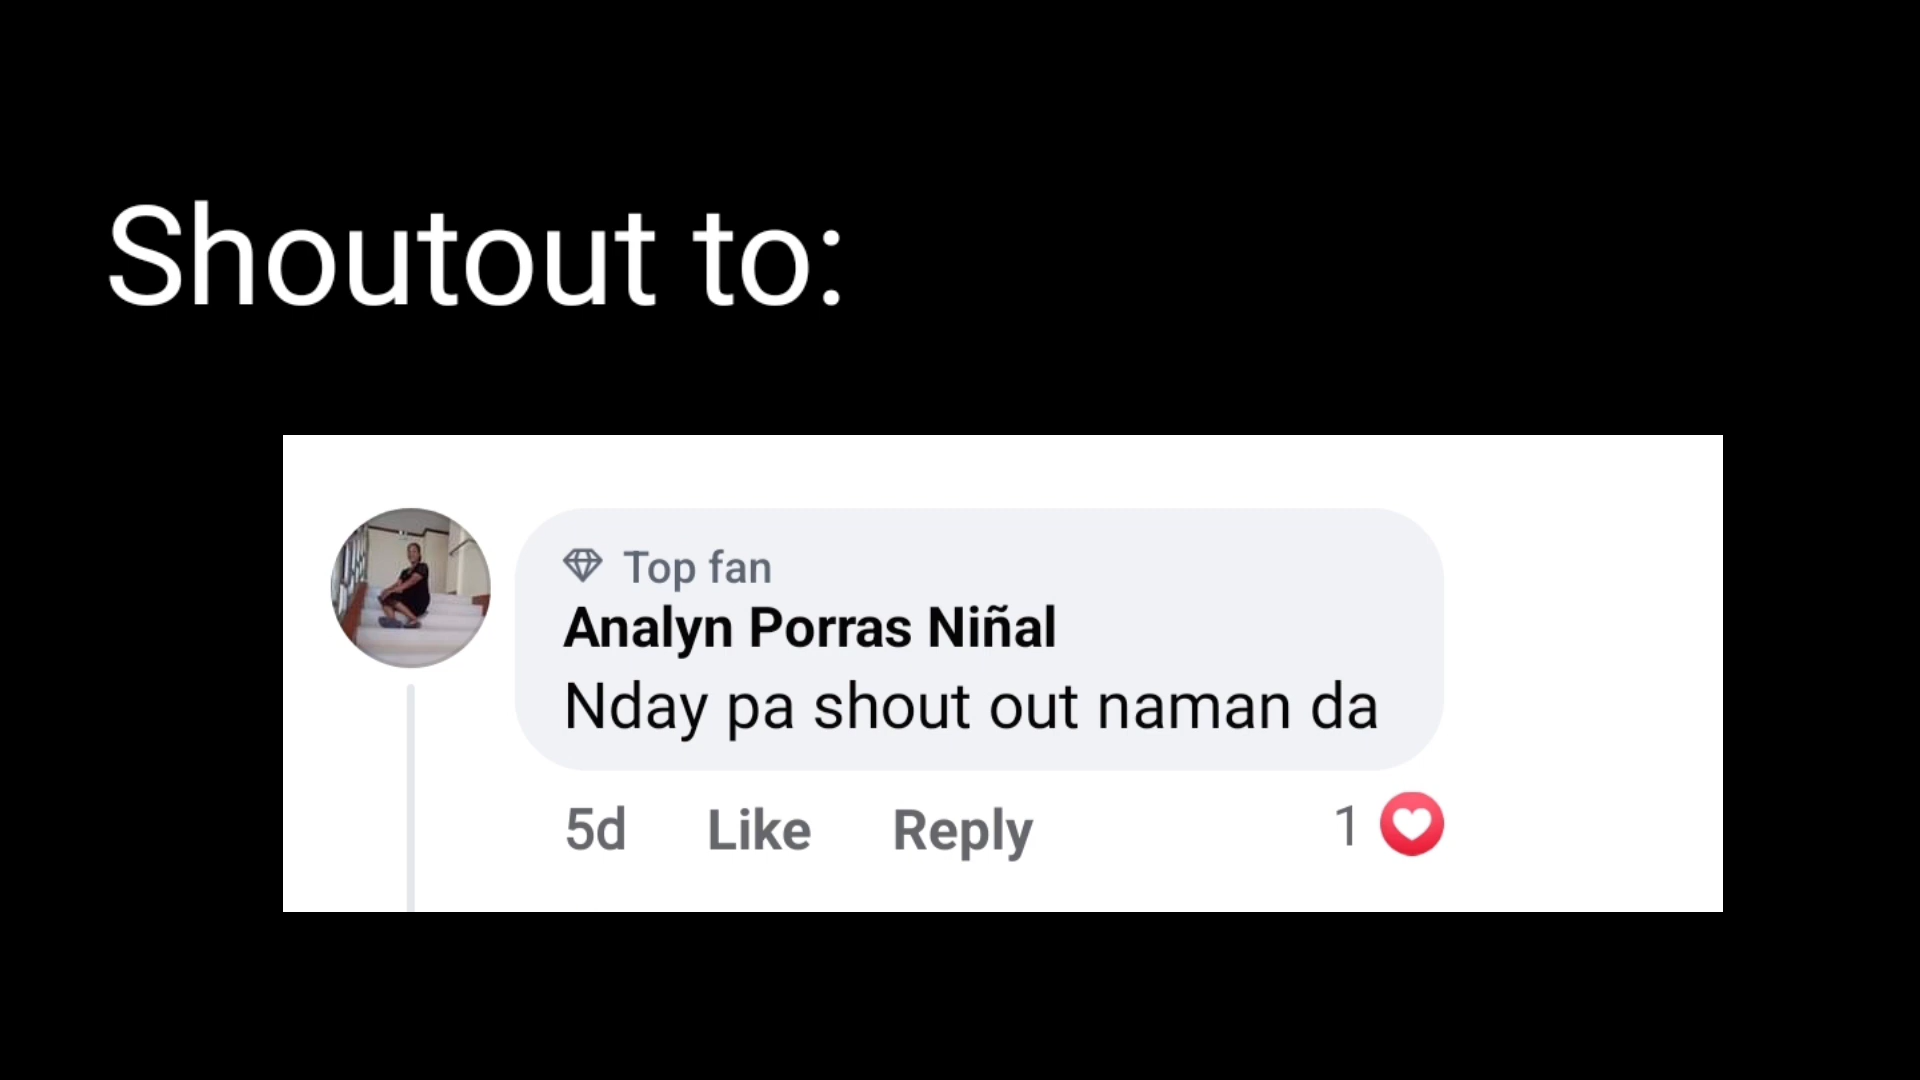 Shoutout to:
Top fan
Analyn Porras Niñal
Nday pa shout out naman da
5d Like Reply 1